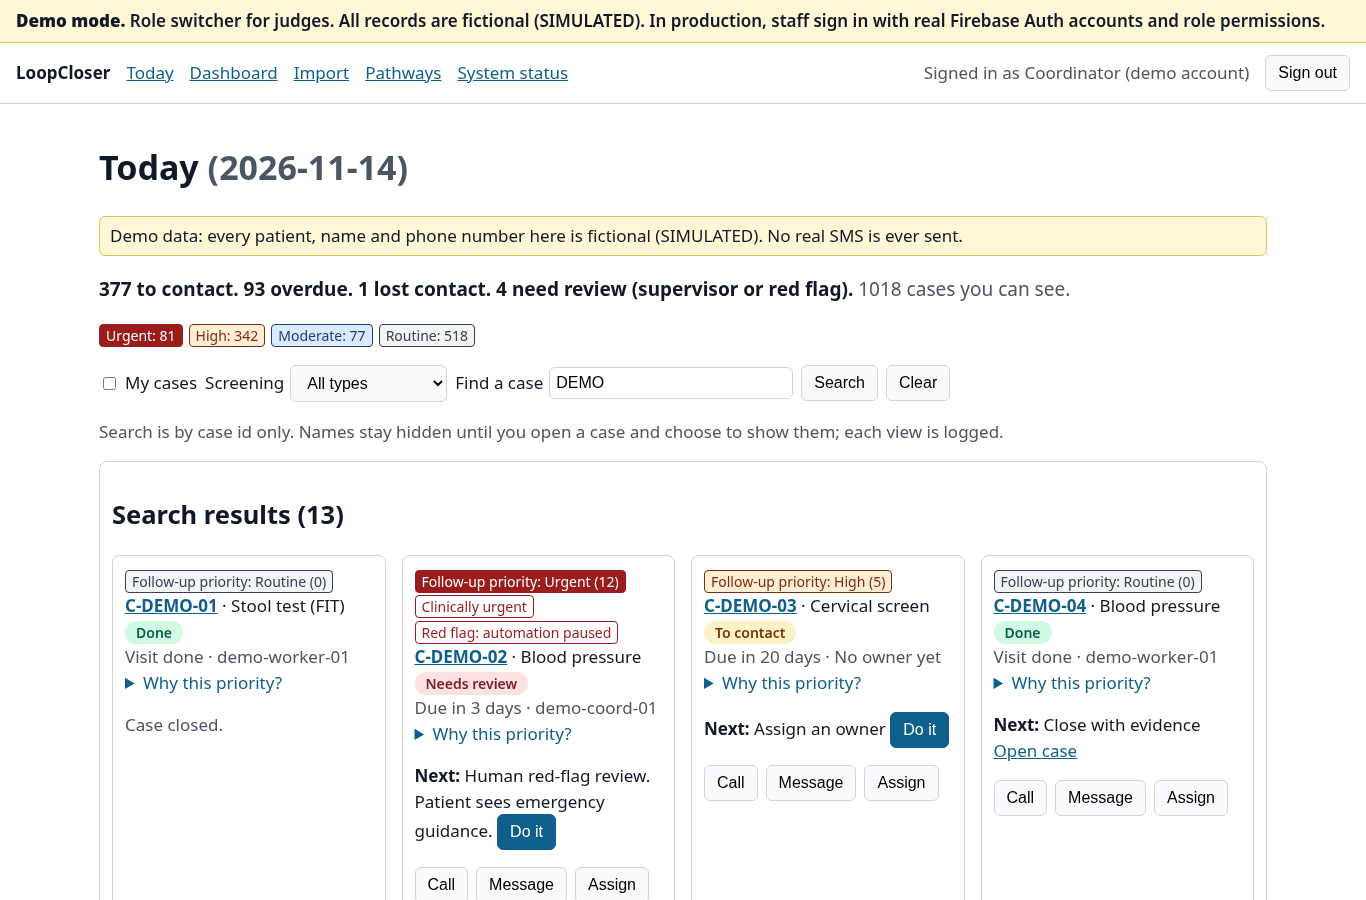 Demo mode. Role switcher for judges. All records are fictional (SIMULATED). In production, staff sign in with real Firebase Auth accounts and role permissions.
LoopCloser Today Dashboard Import Pathways System status Signed in as Coordinator (demo account) Sign out
Today (2026-11-14)
Demo data: every patient, name and phone number here is fictional (SIMULATED). No real SMS is ever sent.
377 to contact. 93 overdue. 1 lost contact. 4 need review (supervisor or red flag). 1018 cases you can see.
Urgent: 81 High: 342 Moderate: 77 Routine: 518
My cases Screening All types Find a case DEMO Search Clear
Search is by case id only. Names stay hidden until you open a case and choose to show them; each view is logged.
Search results (13)
Follow-up priority: Routine (0)
C-DEMO-01 · Stool test (FIT)
Done
Visit done · demo-worker-01
Why this priority?
Case closed.
Follow-up priority: Urgent (12)
Clinically urgent
Red flag: automation paused
C-DEMO-02 · Blood pressure
Needs review
Due in 3 days · demo-coord-01
Why this priority?
Next: Human red-flag review.
Patient sees emergency
guidance. Do it
Call Message Assign
Follow-up priority: High (5)
C-DEMO-03 · Cervical screen
To contact
Due in 20 days · No owner yet
Why this priority?
Next: Assign an owner Do it
Call Message Assign
Follow-up priority: Routine (0)
C-DEMO-04 · Blood pressure
Done
Visit done · demo-worker-01
Why this priority?
Next: Close with evidence
Open case
Call Message Assign